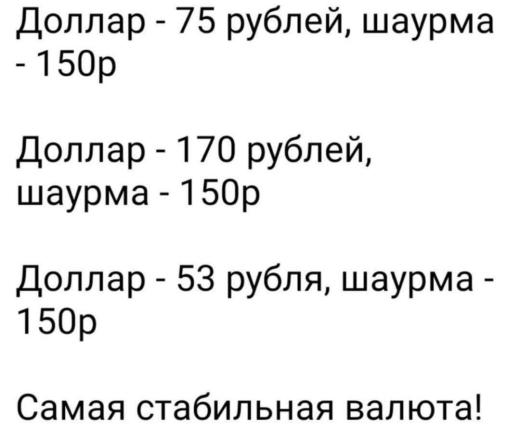 Доллар - 75 рублей, шаурма
- 150р
Доллар - 170 рублей,
шаурма - 150р
Доллар - 53 рубля, шаурма -
150р
Самая стабильная валюта!